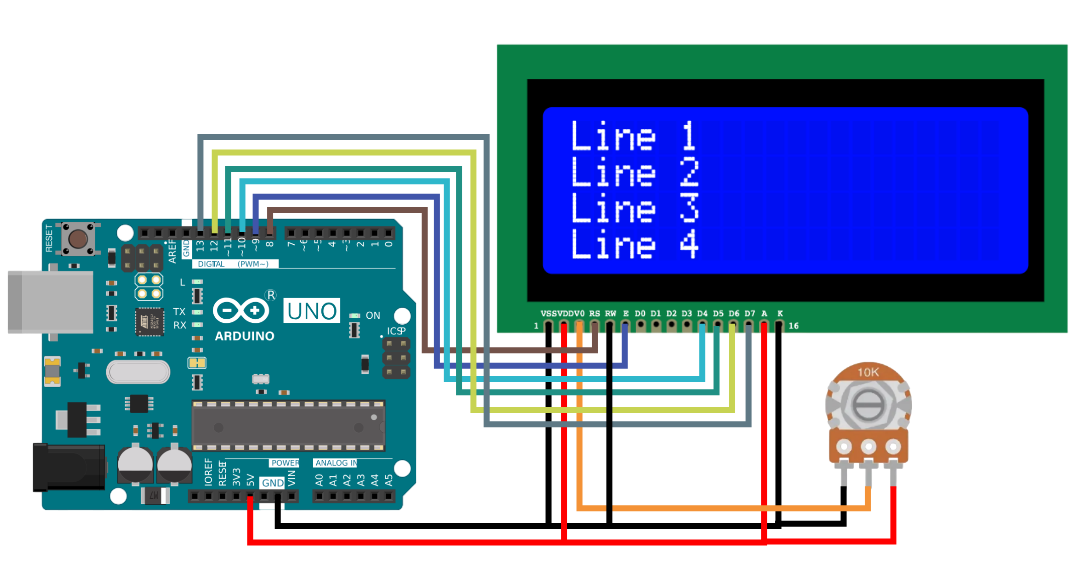 Line 1
Line 2
Line 3
Line 4
VSS VDD V0 RS RW E D0 D1 D2 D3 D4 D5 D6 D7 A K
1 16
RESET
AREF
GND
13
12
~11
~10
~9
8
7
~6
~5
4
~3
2
1
0
DIGITAL (PWM~)
L
TX
RX
ARDUINO
R
UNO
ON
ICSP
10K
IOREF
RESET
3V3
5V
GND
VIN
POWER
ANALOG IN
A0
A1
A2
A3
A4
A5